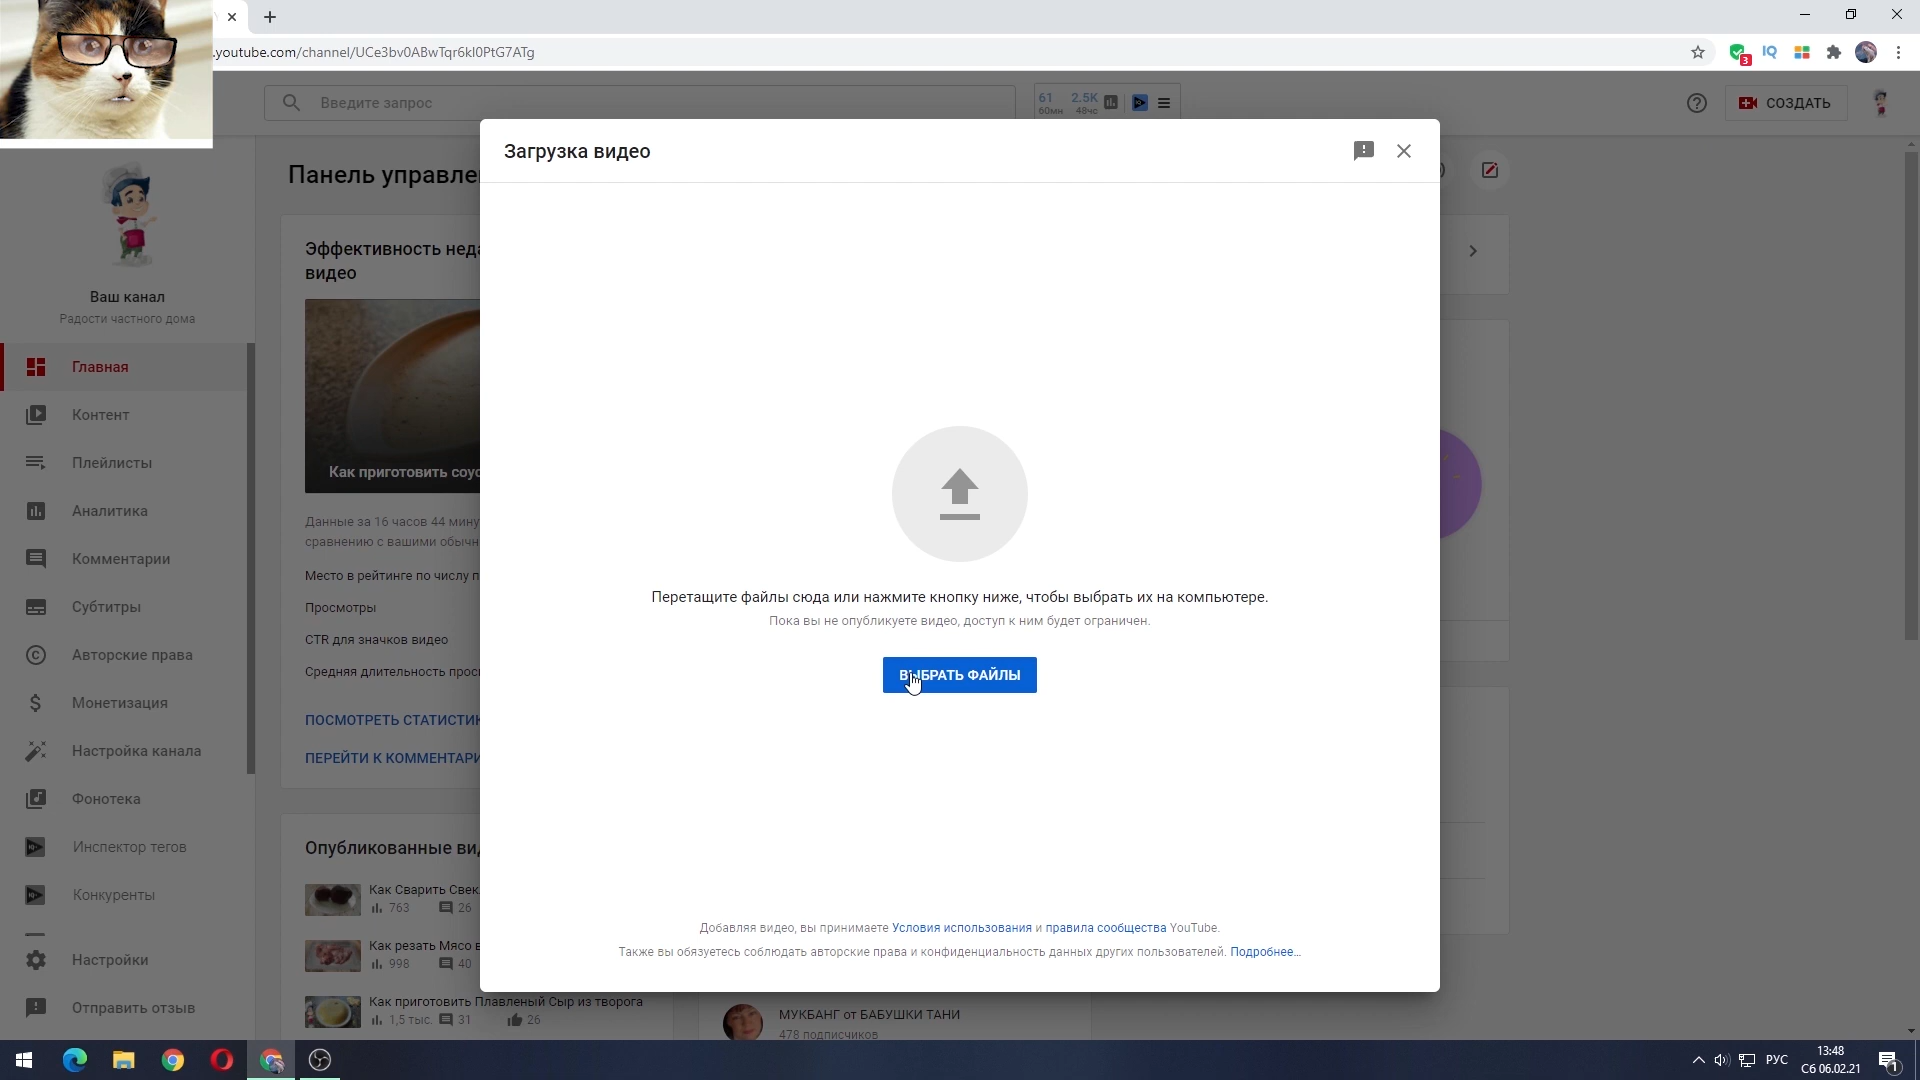 .youtube.com/channel/UCe3bv0ABwTqr6kI0PtG7ATg
3
IQ
Введите запрос
61
60мн
2.5K
48чс
СОЗДАТЬ
Загрузка видео
Панель управле
Эффективность неда
видео
Ваш канал
Радости частного дома
Главная
Контент
Плейлисты
Аналитика
Комментарии
Субтитры
Авторские права
Монетизация
Настройка канала
Фонотека
Инспектор тегов
Конкуренты
Настройки
Отправить отзыв
Как приготовить соус
Данные за 16 часов 44 мину
сравнению с вашими обычн
Место в рейтинге по числу п
Просмотры
CTR для значков видео
Средняя длительность прос
ПОСМОТРЕТЬ СТАТИСТИК
ПЕРЕЙТИ К КОММЕНТАРИ
Опубликованные ви
Как Сварить Свек
763 26
Как резать Мясо в
998 40
Как приготовить Плавленый Сыр из творога
1,5 тыс. 31 26
Перетащите файлы сюда или нажмите кнопку ниже, чтобы выбрать их на компьютере.
Пока вы не опубликуете видео, доступ к ним будет ограничен.
ВЫБРАТЬ ФАЙЛЫ
Добавляя видео, вы принимаете Условия использования и правила сообщества YouTube.
Также вы обязуетесь соблюдать авторские права и конфиденциальность данных других пользователей. Подробнее…
МУКБАНГ от БАБУШКИ ТАНИ
478 подписчиков
РУС
13:48
Сб 06.02.21
1